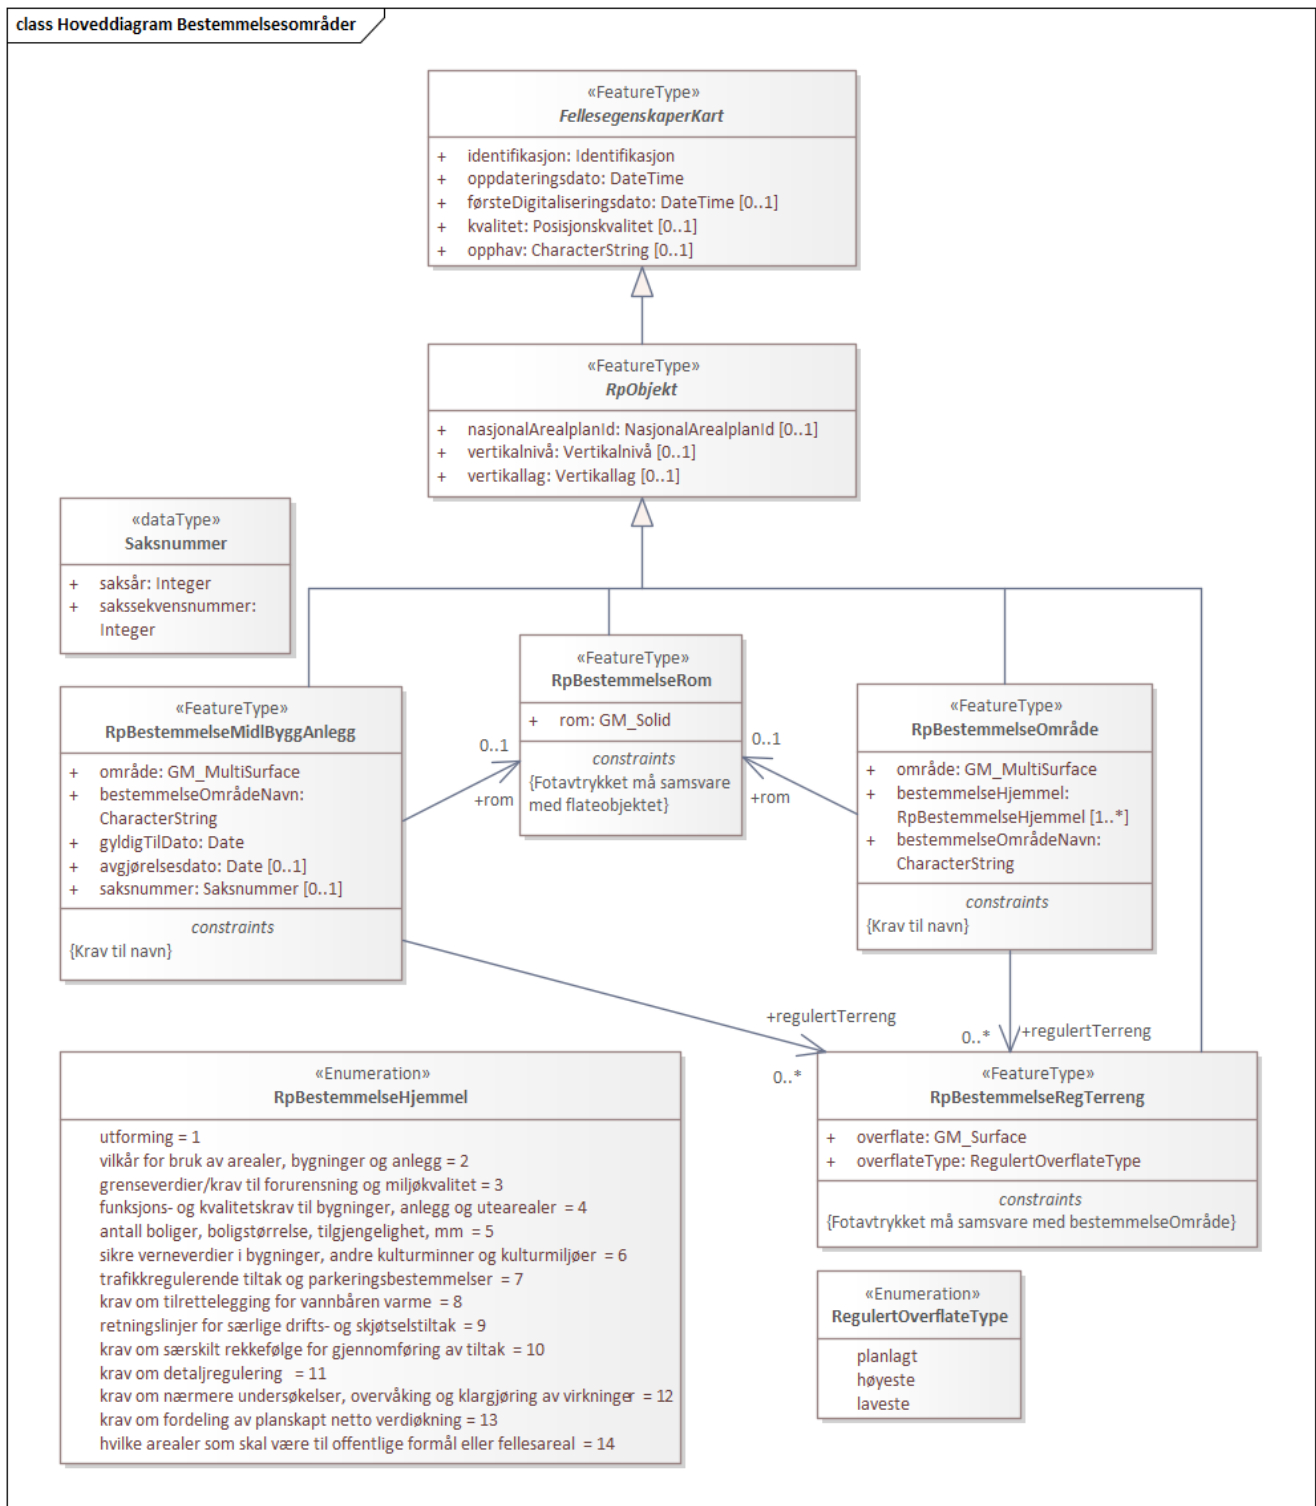 class Hoveddiagram Bestemmelsesområder
«FeatureType»
FellesegenskaperKart
+ identifikasjon: Identifikasjon
+ oppdateringsdato: DateTime
+ førsteDigitaliseringsdato: DateTime [0..1]
+ kvalitet: Posisjonskvalitet [0..1]
+ opphav: CharacterString [0..1]
«FeatureType»
RpObjekt
+ nasjonalArealplanId: NasjonalArealplanId [0..1]
+ vertikalnivå: Vertikalnivå [0..1]
+ vertikallag: Vertikallag [0..1]
«dataType»
Saksnummer
+ saksår: Integer
+ sakssekvensnummer:
Integer
«FeatureType»
RpBestemmelseMidlByggAnlegg
+ område: GM_MultiSurface
+ bestemmelseOmrådeNavn:
CharacterString
+ gyldigTilDato: Date
+ avgjørelsesdato: Date [0..1]
+ saksnummer: Saksnummer [0..1]
constraints
{Krav til navn}
«FeatureType»
RpBestemmelseRom
+ rom: GM_Solid
constraints
{Fotavtrykket må samsvare
med flateobjektet}
0..1
+rom
0..1
+rom
«FeatureType»
RpBestemmelseOmråde
+ område: GM_MultiSurface
+ bestemmelseHjemmel:
RpBestemmelseHjemmel [1..*]
+ bestemmelseOmrådeNavn:
CharacterString
constraints
{Krav til navn}
+regulertTerreng
0..*
0..*
+regulertTerreng
«Enumeration»
RpBestemmelseHjemmel
utforming = 1
vilkår for bruk av arealer, bygninger og anlegg = 2
grenseverdier/krav til forurensning og miljøkvalitet = 3
funksjons- og kvalitetskrav til bygninger, anlegg og utearealer = 4
antall boliger, boligstørrelse, tilgjengelighet, mm = 5
sikre verneverdier i bygninger, andre kulturminner og kulturmiljøer = 6
trafikkregulerende tiltak og parkeringsbestemmelser = 7
krav om tilrettelegging for vannbåren varme = 8
retningslinjer for særlige drifts- og skjøtselstiltak = 9
krav om særskilt rekkefølge for gjennomføring av tiltak = 10
krav om detaljregulering = 11
krav om nærmere undersøkelser, overvåking og klargjøring av virkninger = 12
krav om fordeling av planskapt netto verdiøkning = 13
hvilke arealer som skal være til offentlige formål eller fellesareal = 14
«FeatureType»
RpBestemmelseRegTerreng
+ overflate: GM_Surface
+ overflateType: RegulertOverflateType
constraints
{Fotavtrykket må samsvare med bestemmelseOmråde}
«Enumeration»
RegulertOverflateType
planlagt
høyeste
laveste